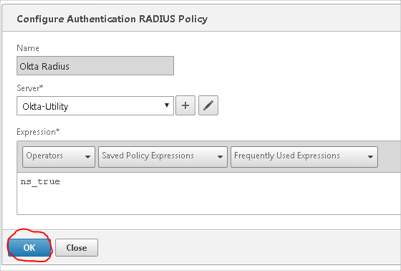 Configure Authentication RADIUS Policy
Name
Okta Radius
Server*
Okta-Utility
Expression*
Operators Saved Policy Expressions Frequently Used Expressions
ns_true
OK Close